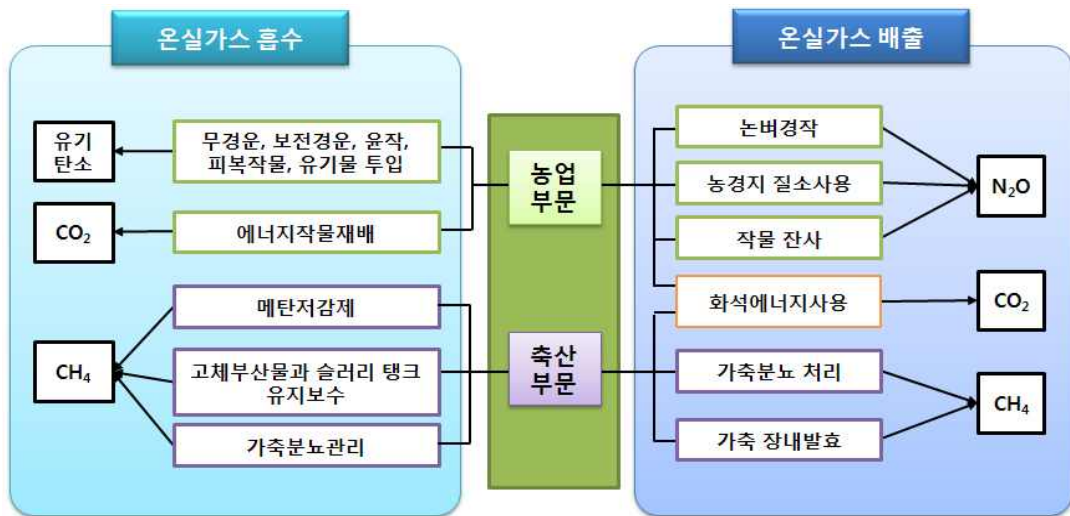 온실가스 흡수
유기
탄소
무경운, 보전경운, 윤작,
피복작물, 유기물 투입
CO₂
에너지작물재배
메탄저감제
CH₄
고체부산물과 슬러리 탱크
유지보수
가축분뇨관리
농업
부문
축산
부문
온실가스 배출
논벼경작
농경지 질소사용
작물 잔사
N₂O
화석에너지사용
CO₂
가축분뇨 처리
가축 장내발효
CH₄